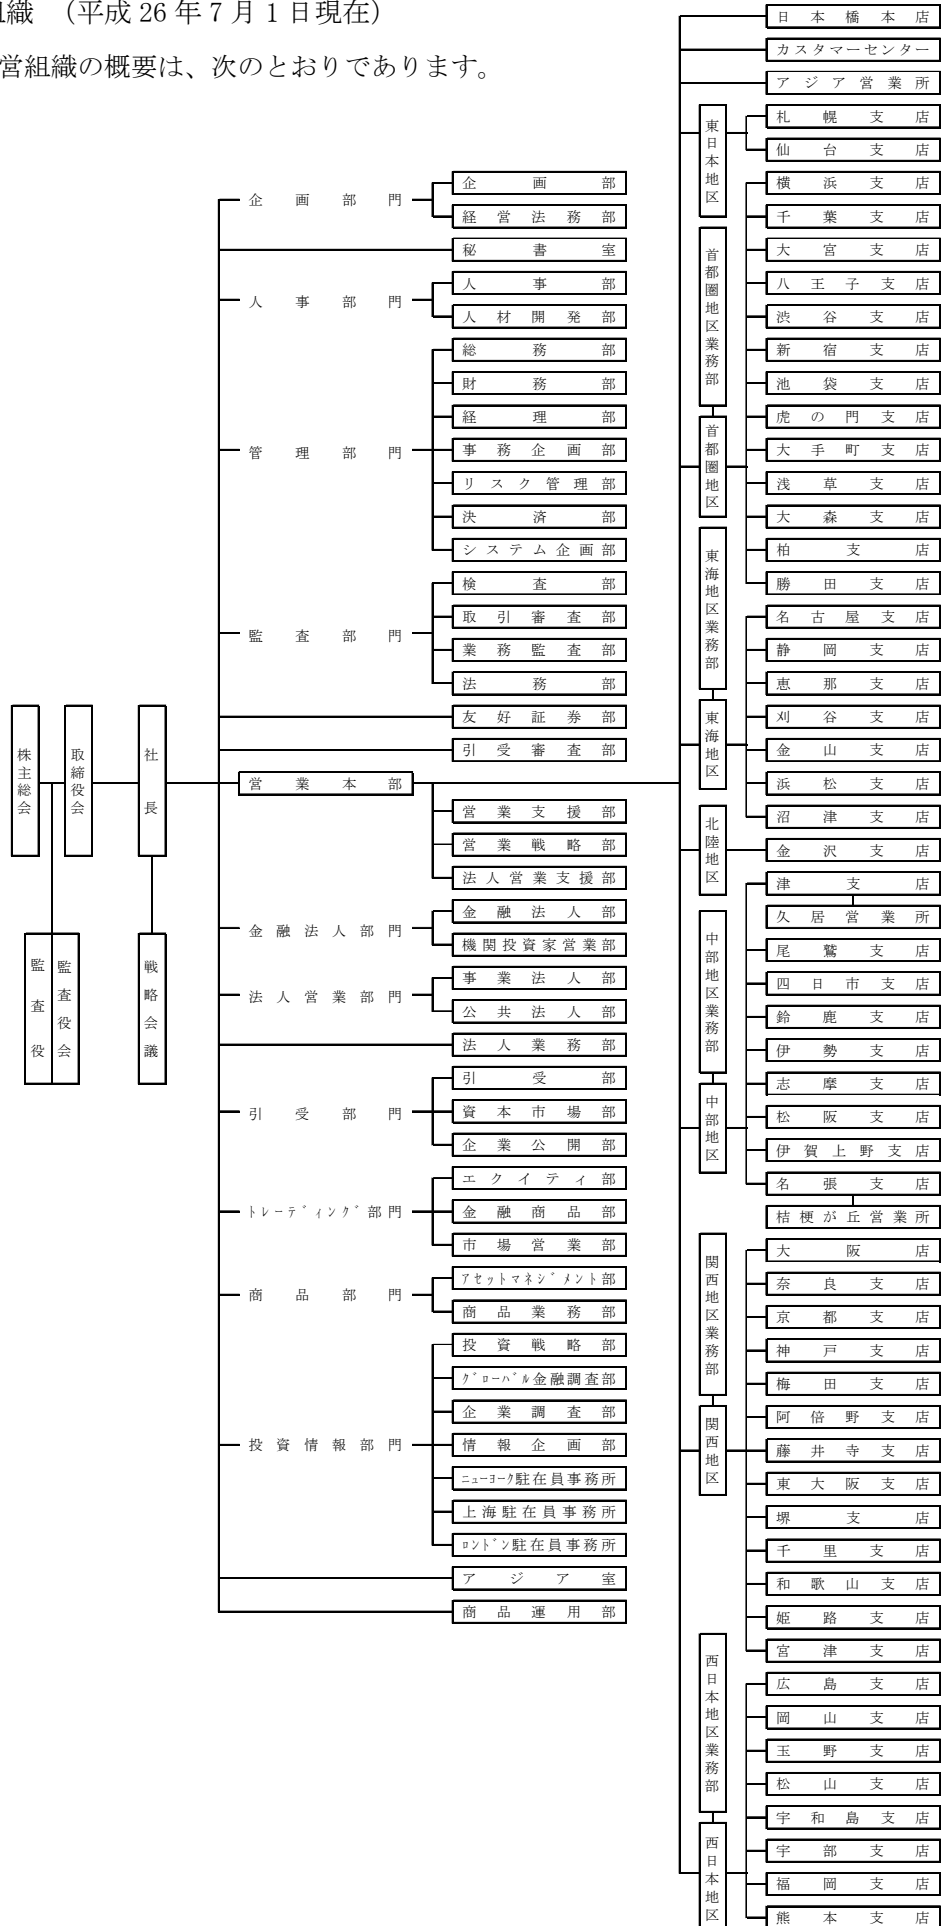 組織 (平成 26 年 7 月 1 日現在)
営組織の概要は、次のとおりであります。
株主総会
取締役会
社長
監査役
監査役会
戦略会議
企画部門
企画部
経営法務部
秘書室
人事部門
人事部
人材開発部
管理部門
総務部
財務部
経理部
事務企画部
リスク管理部
決済部
システム企画部
監査部門
検査部
取引審査部
業務監査部
法務部
友好証券部
引受審査部
営業本部
営業支援部
営業戦略部
法人営業支援部
金融法人部門
金融法人部
機関投資家営業部
法人営業部門
事業法人部
公共法人部
法人業務部
引受部門
引受部
資本市場部
企業公開部
ﾄﾚｰﾃﾞｨﾝｸﾞ部門
エクイティ部
金融商品部
市場営業部
商品部門
ｱｾｯﾄﾏﾈｼﾞﾒﾝﾄ部
商品業務部
投資情報部門
投資戦略部
ｸﾞﾛｰﾊﾞﾙ金融調査部
企業調査部
情報企画部
ﾆｭｰﾖｰｸ駐在員事務所
上海駐在員事務所
ﾛﾝﾄﾞﾝ駐在員事務所
アジア室
商品運用部
日本橋本店
カスタマーセンター
アジア営業所
東日本地区
札幌支店
仙台支店
首都圏地区業務部
首都圏地区
横浜支店
千葉支店
大宮支店
八王子支店
渋谷支店
新宿支店
池袋支店
虎の門支店
大手町支店
浅草支店
大森支店
柏支店
勝田支店
東海地区業務部
東海地区
名古屋支店
静岡支店
恵那支店
刈谷支店
金山支店
浜松支店
沼津支店
北陸地区
金沢支店
中部地区業務部
中部地区
津支店
久居営業所
尾鷲支店
四日市支店
鈴鹿支店
伊勢支店
志摩支店
松阪支店
伊賀上野支店
名張支店
桔梗が丘営業所
関西地区業務部
関西地区
大阪店
奈良支店
京都支店
神戸支店
梅田支店
阿倍野支店
藤井寺支店
東大阪支店
堺支店
千里支店
和歌山支店
姫路支店
宮津支店
西日本地区業務部
西日本地区
広島支店
岡山支店
玉野支店
松山支店
宇和島支店
宇部支店
福岡支店
熊本支店